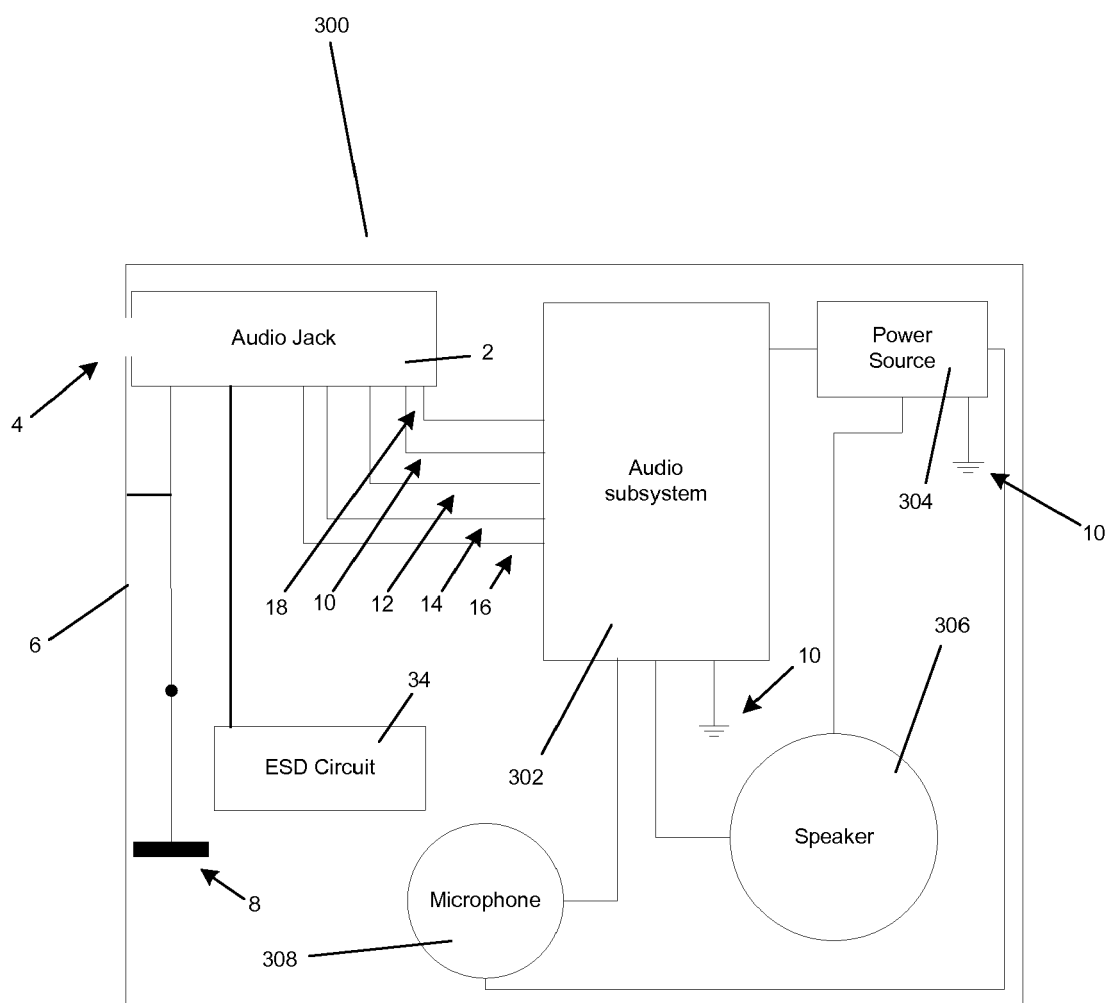 300
Audio Jack
2
Power
Source
4
Audio
subsystem
304
10
18
10
12
14
16
6
306
10
34
ESD Circuit
302
Speaker
8
Microphone
308